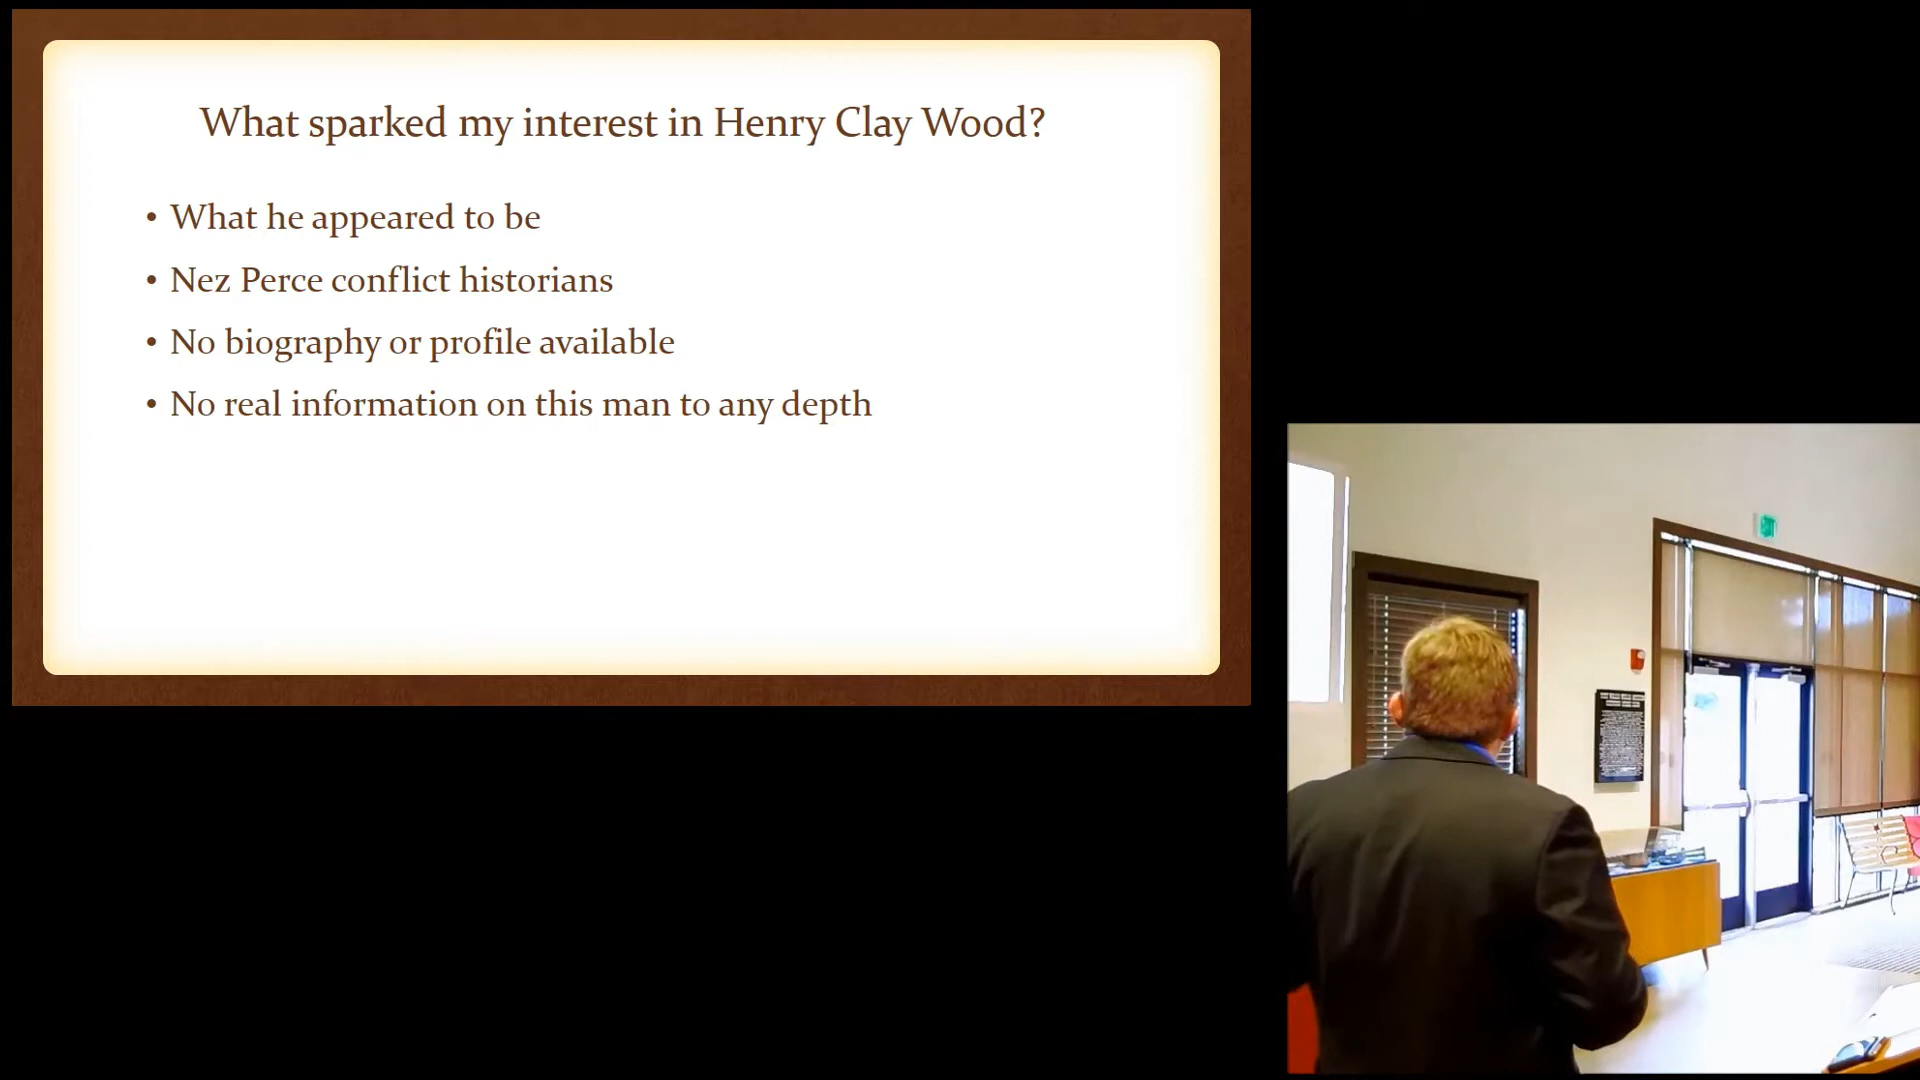 What sparked my interest in Henry Clay Wood?
• What he appeared to be
• Nez Perce conflict historians
• No biography or profile available
• No real information on this man to any depth